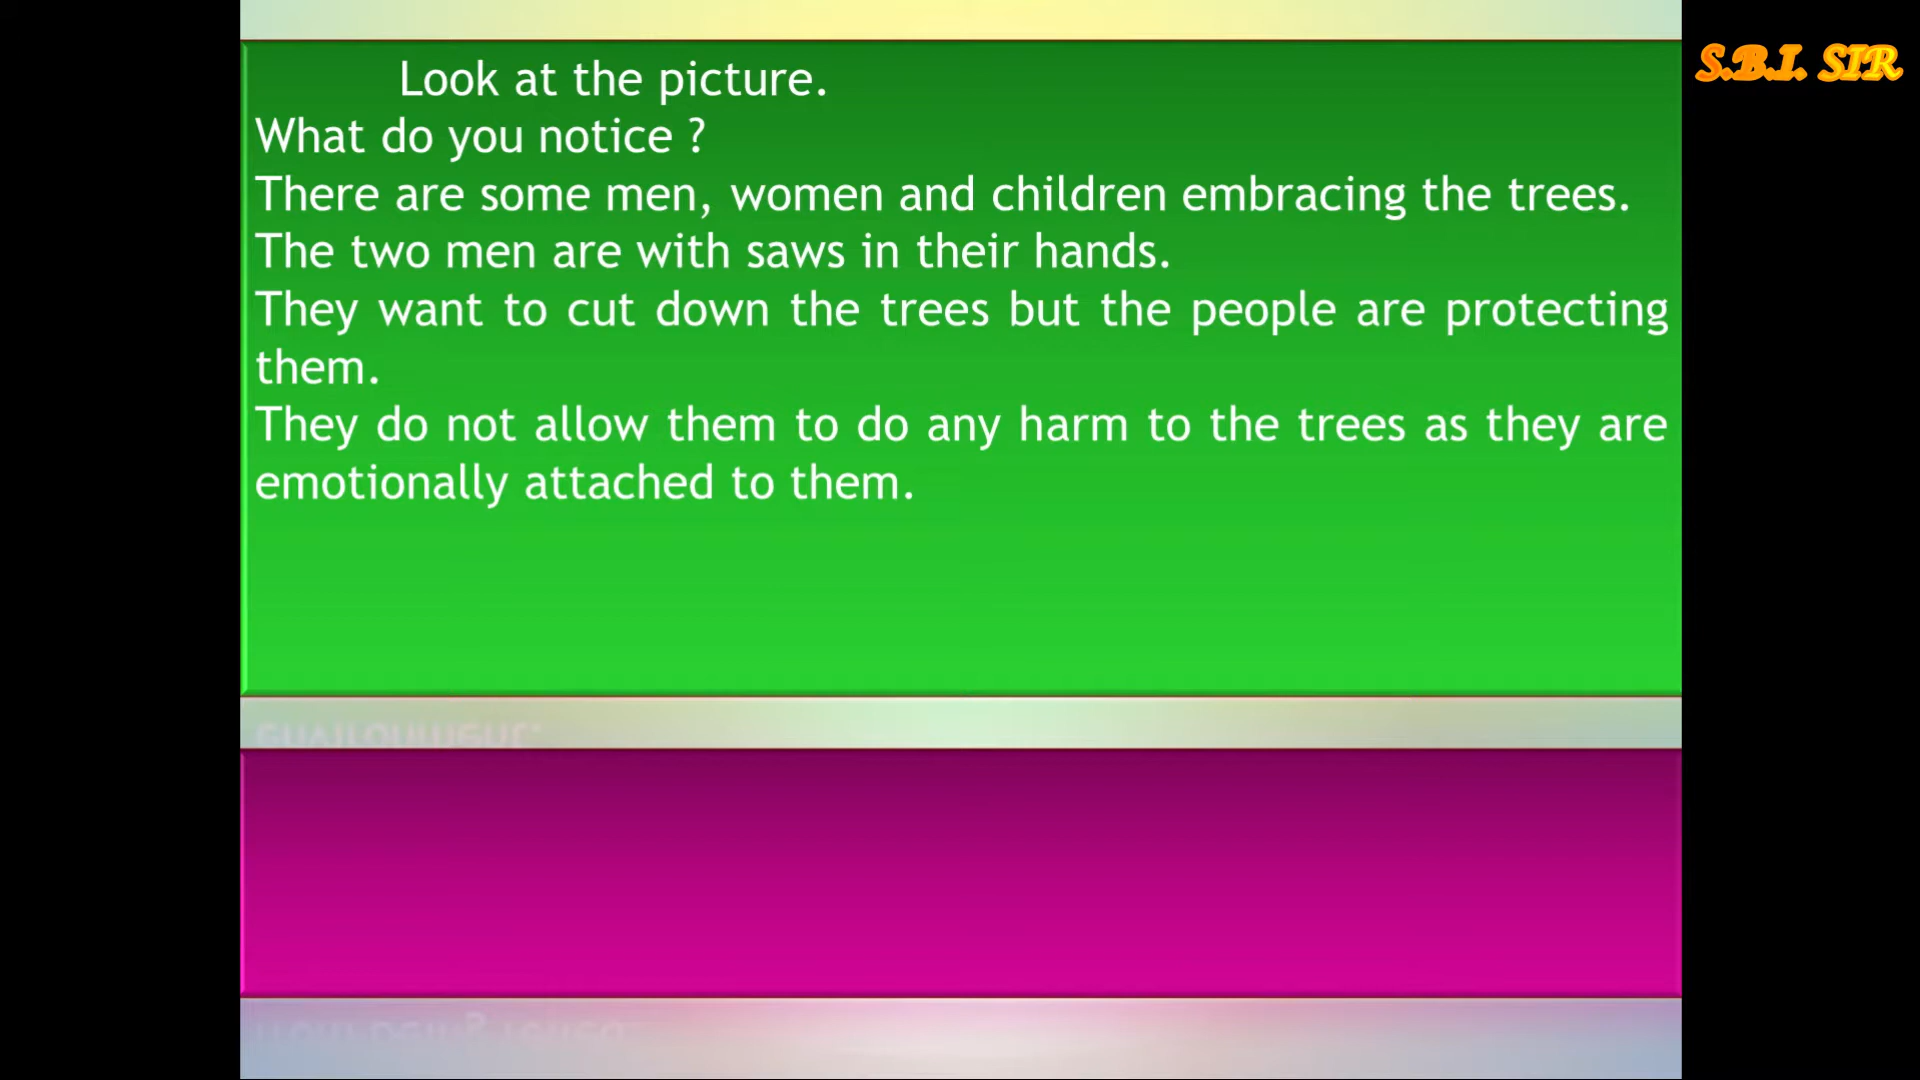 Look at the picture.
What do you notice ?
There are some men, women and children embracing the trees.
The two men are with saws in their hands.
They want to cut down the trees but the people are protecting
them.
They do not allow them to do any harm to the trees as they are
emotionally attached to them.
S.B.I. SIR